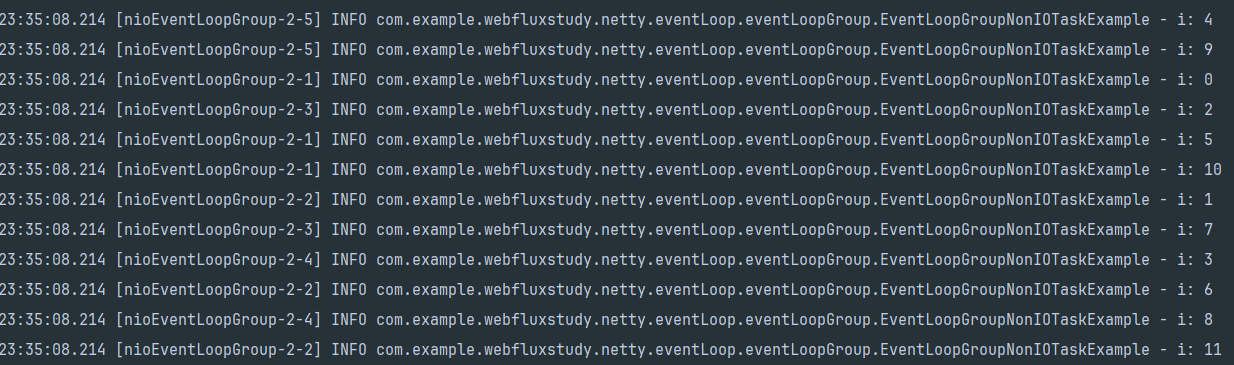 23:35:08.214 [nioEventLoopGroup-2-5] INFO com.example.webfluxstudy.netty.eventLoop.eventLoopGroup.EventLoopGroupNonIOTaskExample - i: 4
23:35:08.214 [nioEventLoopGroup-2-5] INFO com.example.webfluxstudy.netty.eventLoop.eventLoopGroup.EventLoopGroupNonIOTaskExample - i: 9
23:35:08.214 [nioEventLoopGroup-2-1] INFO com.example.webfluxstudy.netty.eventLoop.eventLoopGroup.EventLoopGroupNonIOTaskExample - i: 0
23:35:08.214 [nioEventLoopGroup-2-3] INFO com.example.webfluxstudy.netty.eventLoop.eventLoopGroup.EventLoopGroupNonIOTaskExample - i: 2
23:35:08.214 [nioEventLoopGroup-2-1] INFO com.example.webfluxstudy.netty.eventLoop.eventLoopGroup.EventLoopGroupNonIOTaskExample - i: 5
23:35:08.214 [nioEventLoopGroup-2-1] INFO com.example.webfluxstudy.netty.eventLoop.eventLoopGroup.EventLoopGroupNonIOTaskExample - i: 10
23:35:08.214 [nioEventLoopGroup-2-2] INFO com.example.webfluxstudy.netty.eventLoop.eventLoopGroup.EventLoopGroupNonIOTaskExample - i: 1
23:35:08.214 [nioEventLoopGroup-2-3] INFO com.example.webfluxstudy.netty.eventLoop.eventLoopGroup.EventLoopGroupNonIOTaskExample - i: 7
23:35:08.214 [nioEventLoopGroup-2-4] INFO com.example.webfluxstudy.netty.eventLoop.eventLoopGroup.EventLoopGroupNonIOTaskExample - i: 3
23:35:08.214 [nioEventLoopGroup-2-2] INFO com.example.webfluxstudy.netty.eventLoop.eventLoopGroup.EventLoopGroupNonIOTaskExample - i: 6
23:35:08.214 [nioEventLoopGroup-2-4] INFO com.example.webfluxstudy.netty.eventLoop.eventLoopGroup.EventLoopGroupNonIOTaskExample - i: 8
23:35:08.214 [nioEventLoopGroup-2-2] INFO com.example.webfluxstudy.netty.eventLoop.eventLoopGroup.EventLoopGroupNonIOTaskExample - i: 11